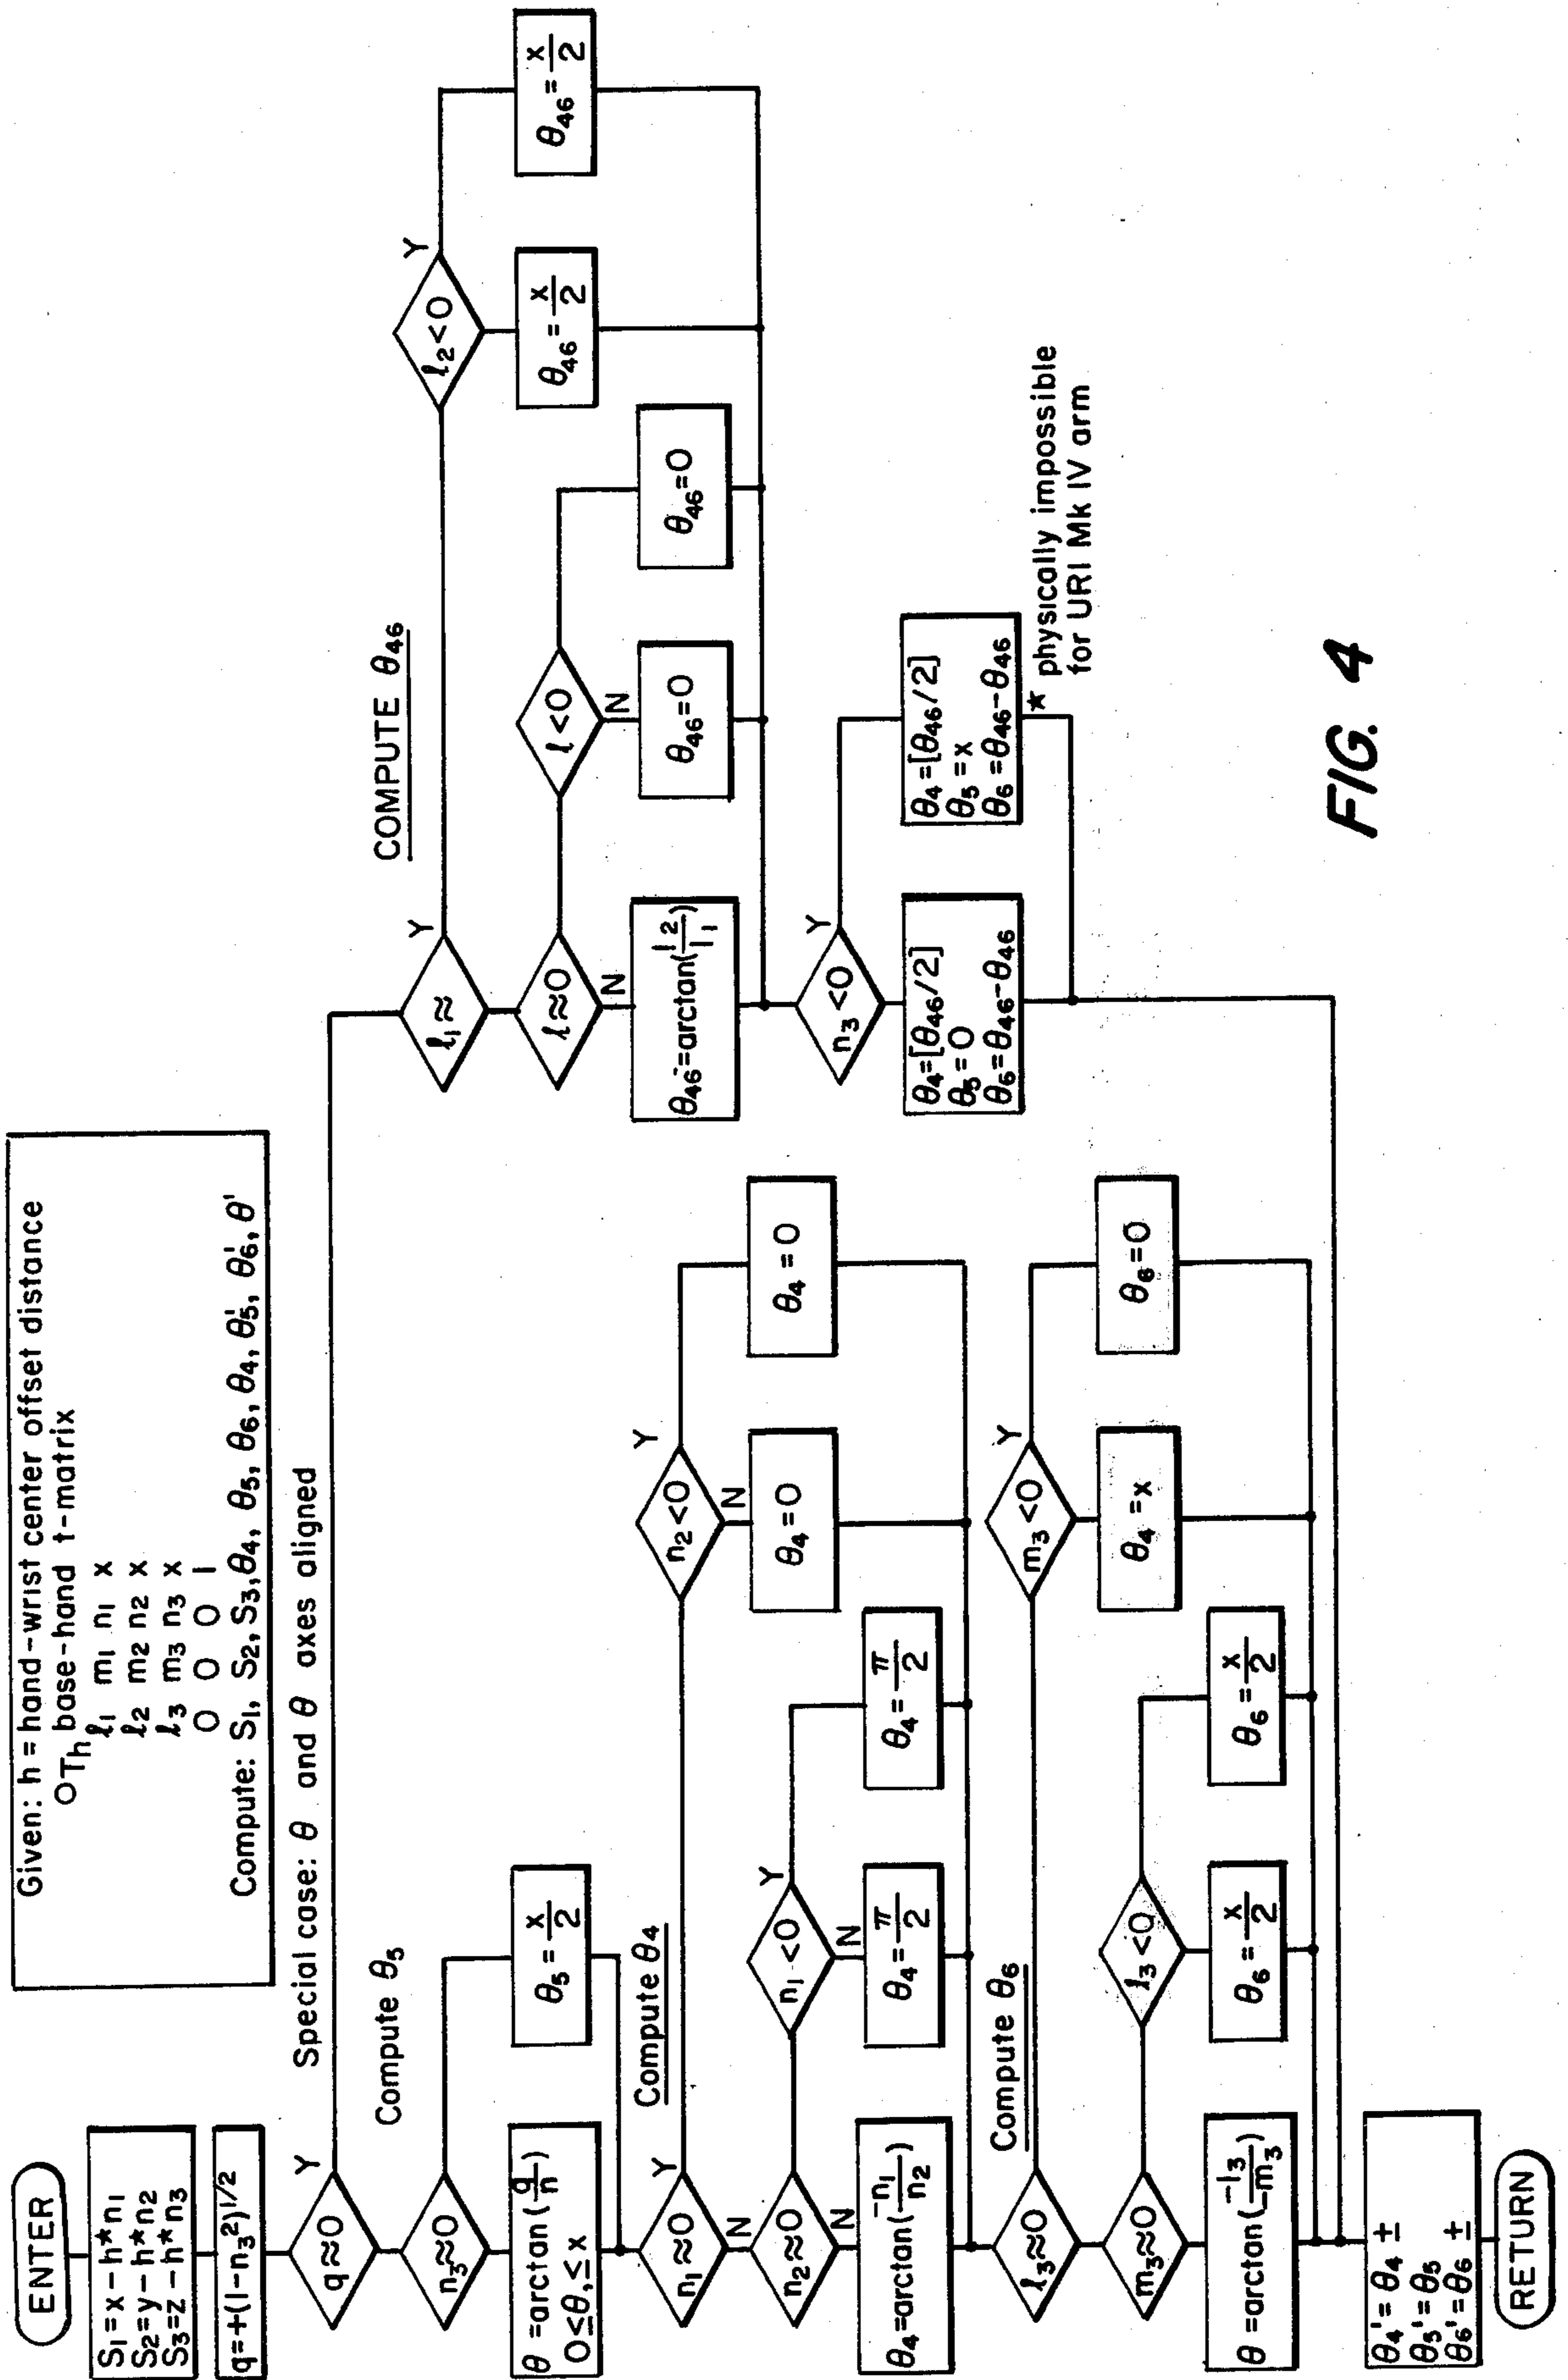 Given: h = hand-wrist center offset distance
OTh base-hand t-matrix
ℓ₁ m₁ n₁ x
ℓ₂ m₂ n₂ x
ℓ₃ m₃ n₃ x
0 0 0 1
Compute: S₁, S₂, S₃, θ₄, θ₅, θ₆, θ₄, θ₅', θ₆', θ'
ENTER
S₁=x-h*n₁
S₂=y-h*n₂
S₃=z-h*n₃
q=+(1-n₃²)^1/2
q≈0
Y
Special case: θ and θ axes aligned
Compute θ₅
n₃≈0
θ₅=x/2
θ =arctan(q/n)
0≤θ,≤x
Compute θ₄
n₁≈0
Y
N
n₂<0
Y
N
θ₄=0
θ₄=0
n₂≈0
N
n₁<0
Y
N
θ₄=π/2
θ₄=π/2
θ₄=arctan(-n₁/n₂)
Compute θ₆
ℓ₃≈0
m₃<0
Y
θ₄=x
θ₆=0
m₃≈0
ℓ₃<0
θ₆=x/2
θ₆=x/2
θ =arctan(-l₃/-m₃)
θ₄'=θ₄ ±
θ₅'=θ₅
θ₆'=θ₆ ±
RETURN
COMPUTE θ₄₆
ℓ₁≈
Y
ℓ₂<0
Y
θ₄₆=x/2
θ₄₆=x/2
ℓ≈0
N
ℓ<0
N
θ₄₆=0
θ₄₆=0
θ₄₆=arctan(l₂/l₁)
n₃<0
Y
θ₄=[θ₄₆/2]
θ₅=0
θ₆=θ₄₆-θ₄₆
θ₄=[θ₄₆/2]
θ₅=x
θ₆=θ₄₆-θ₄₆
★ physically impossible
for URI Mk IV arm
FIG. 4